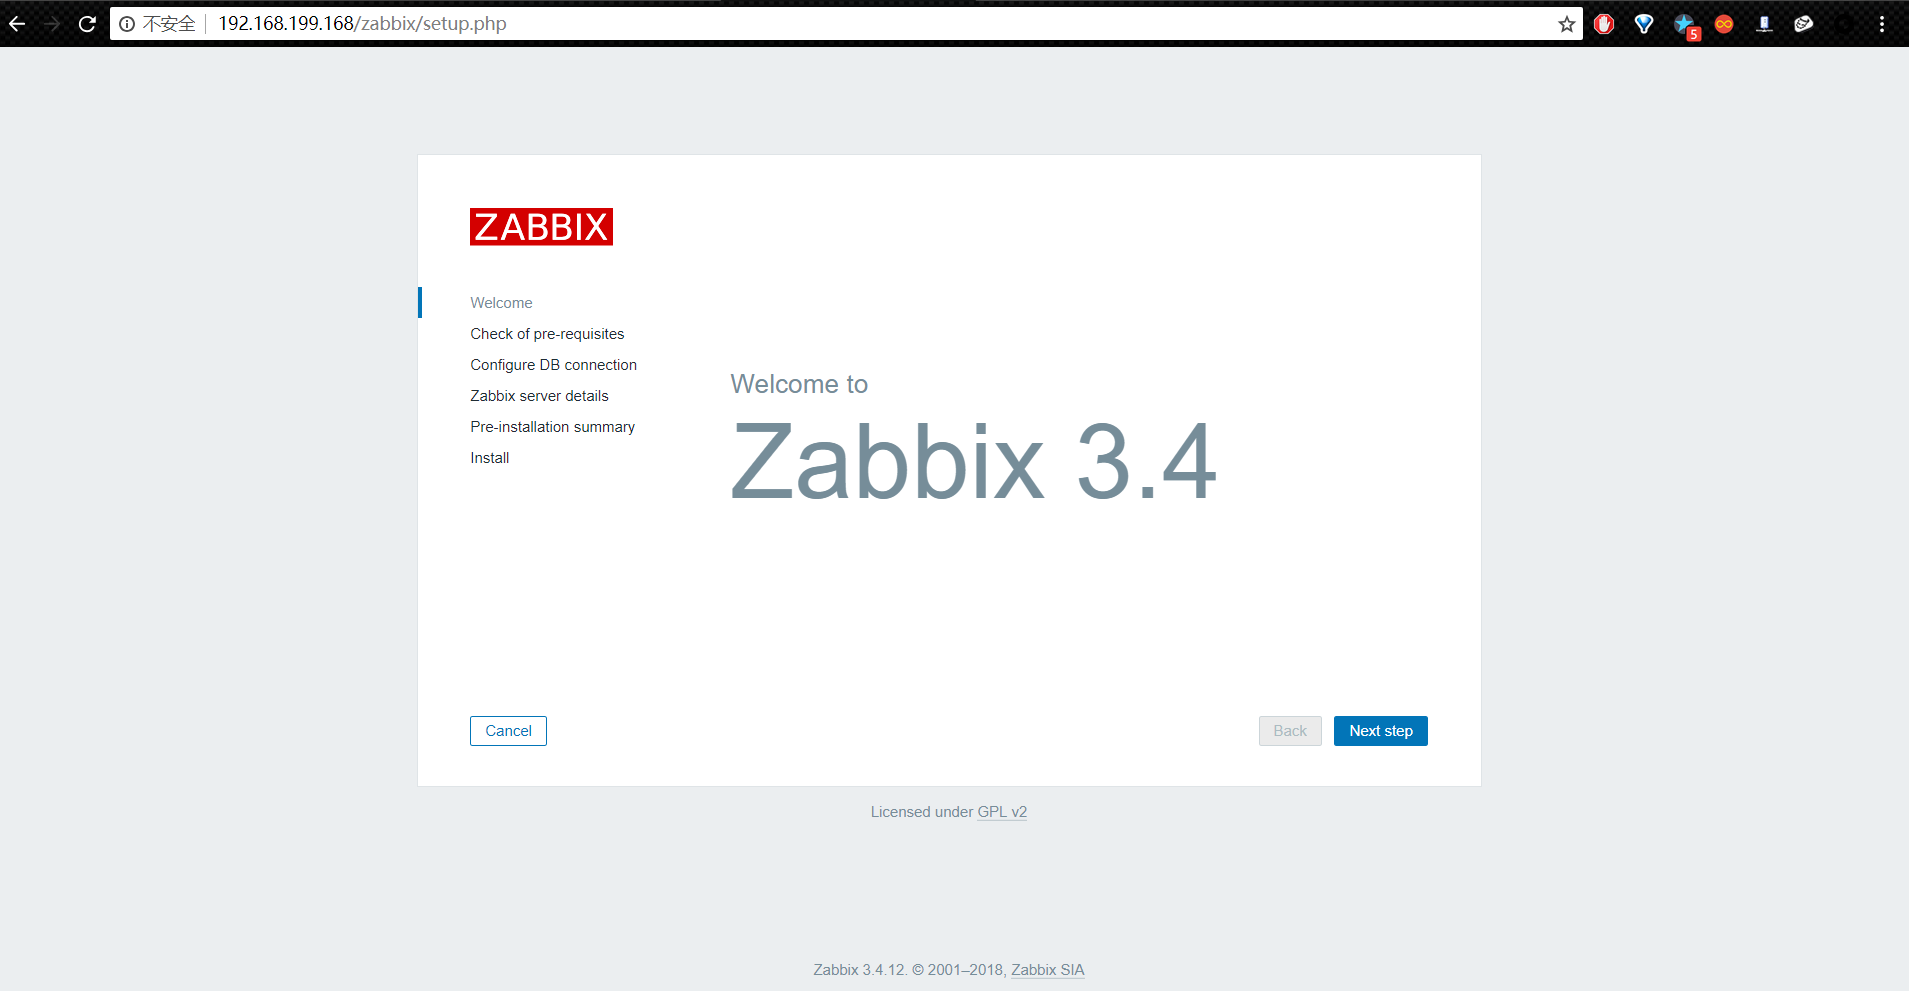 不安全 192.168.199.168/zabbix/setup.php
5
ZABBIX
Welcome
Check of pre-requisites
Configure DB connection
Zabbix server details
Pre-installation summary
Install
Welcome to
Zabbix 3.4
Cancel
Back
Next step
Licensed under GPL v2
Zabbix 3.4.12. © 2001–2018, Zabbix SIA